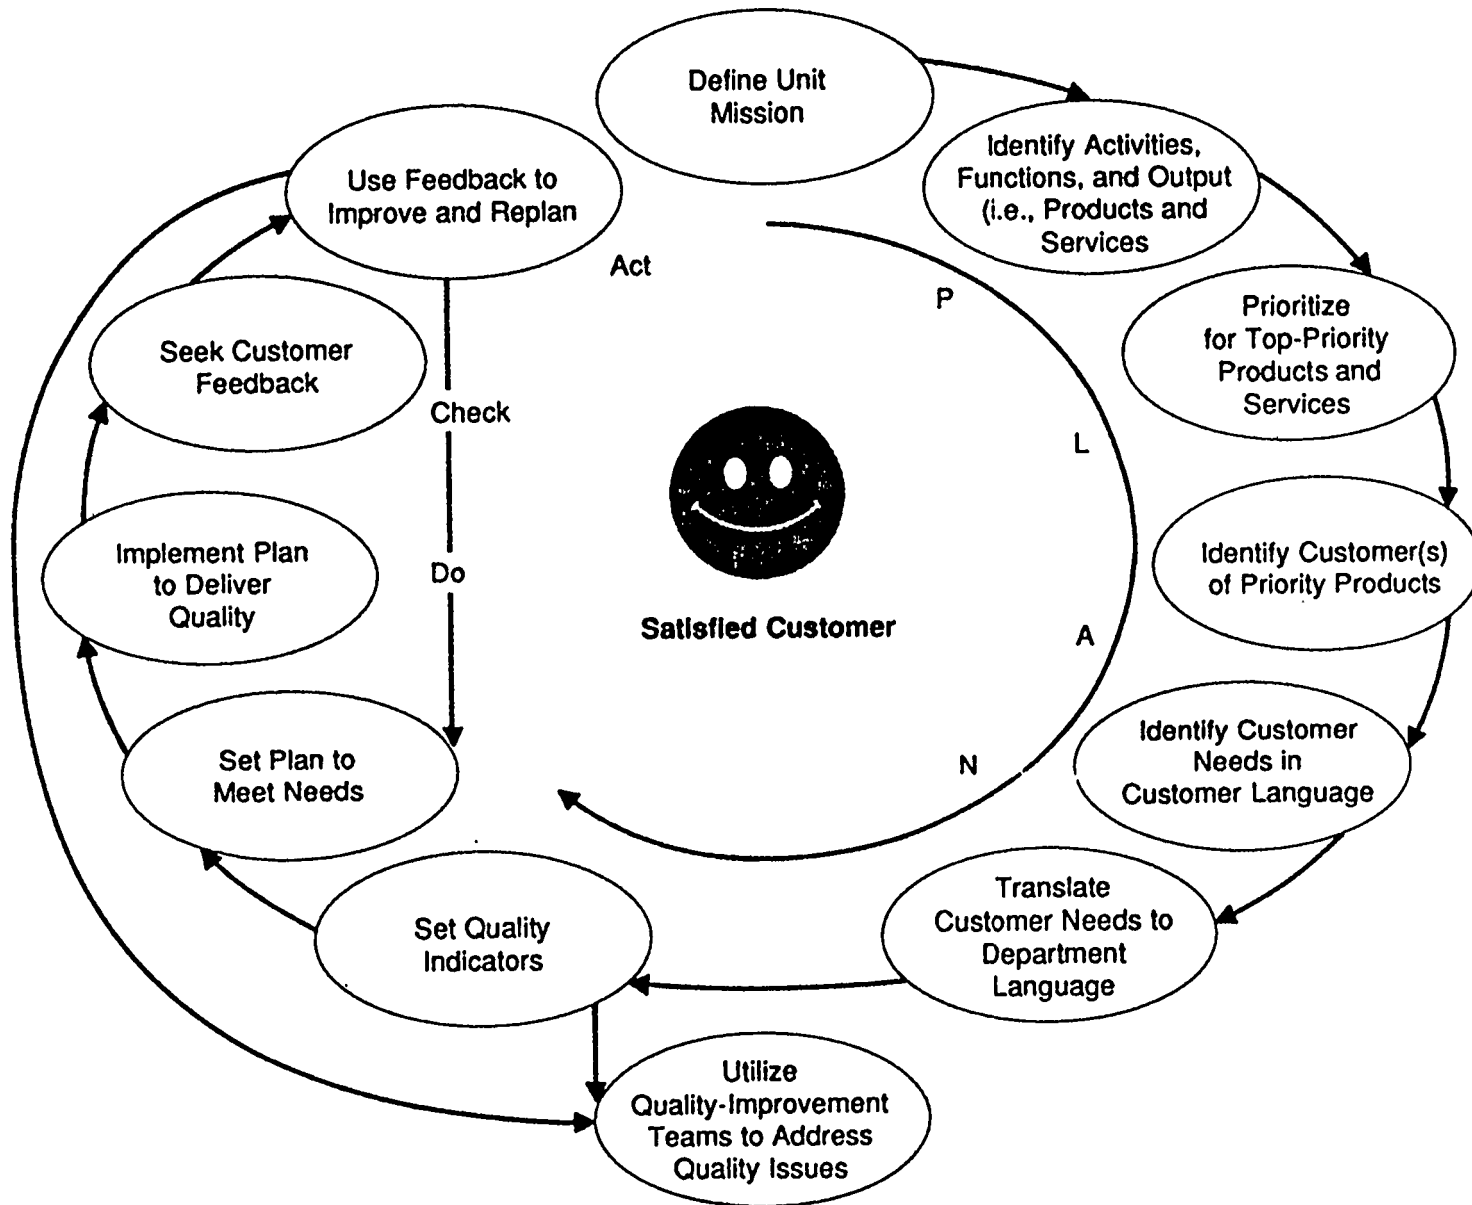 Define Unit
Mission
Identify Activities,
Functions, and Output
(i.e., Products and
Services
Prioritize
for Top-Priority
Products and
Services
Identify Customer(s)
of Priority Products
Identify Customer
Needs in
Customer Language
Translate
Customer Needs to
Department
Language
Set Quality
Indicators
Utilize
Quality-Improvement
Teams to Address
Quality Issues
Set Plan to
Meet Needs
Implement Plan
to Deliver
Quality
Seek Customer
Feedback
Use Feedback to
Improve and Replan
Act
Check
Do
P
L
A
N
Satisfied Customer